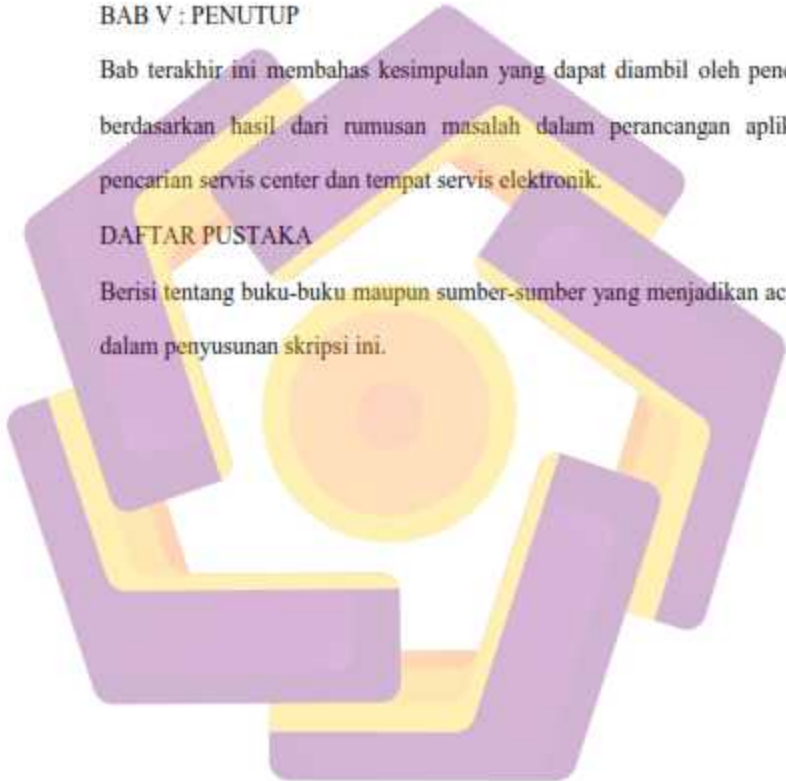 BAB V : PENUTUP
Bab terakhir ini membahas kesimpulan yang dapat diambil oleh
berdasarkan hasil dari rumusan masalah dalam perancangan
pencarian servis center dan tempat servis elektronik.
DAFTAR PUSTAKA
Berisi tentang buku-buku maupun sumber-sumber yang menjadikan
dalam penyusunan skripsi ini.